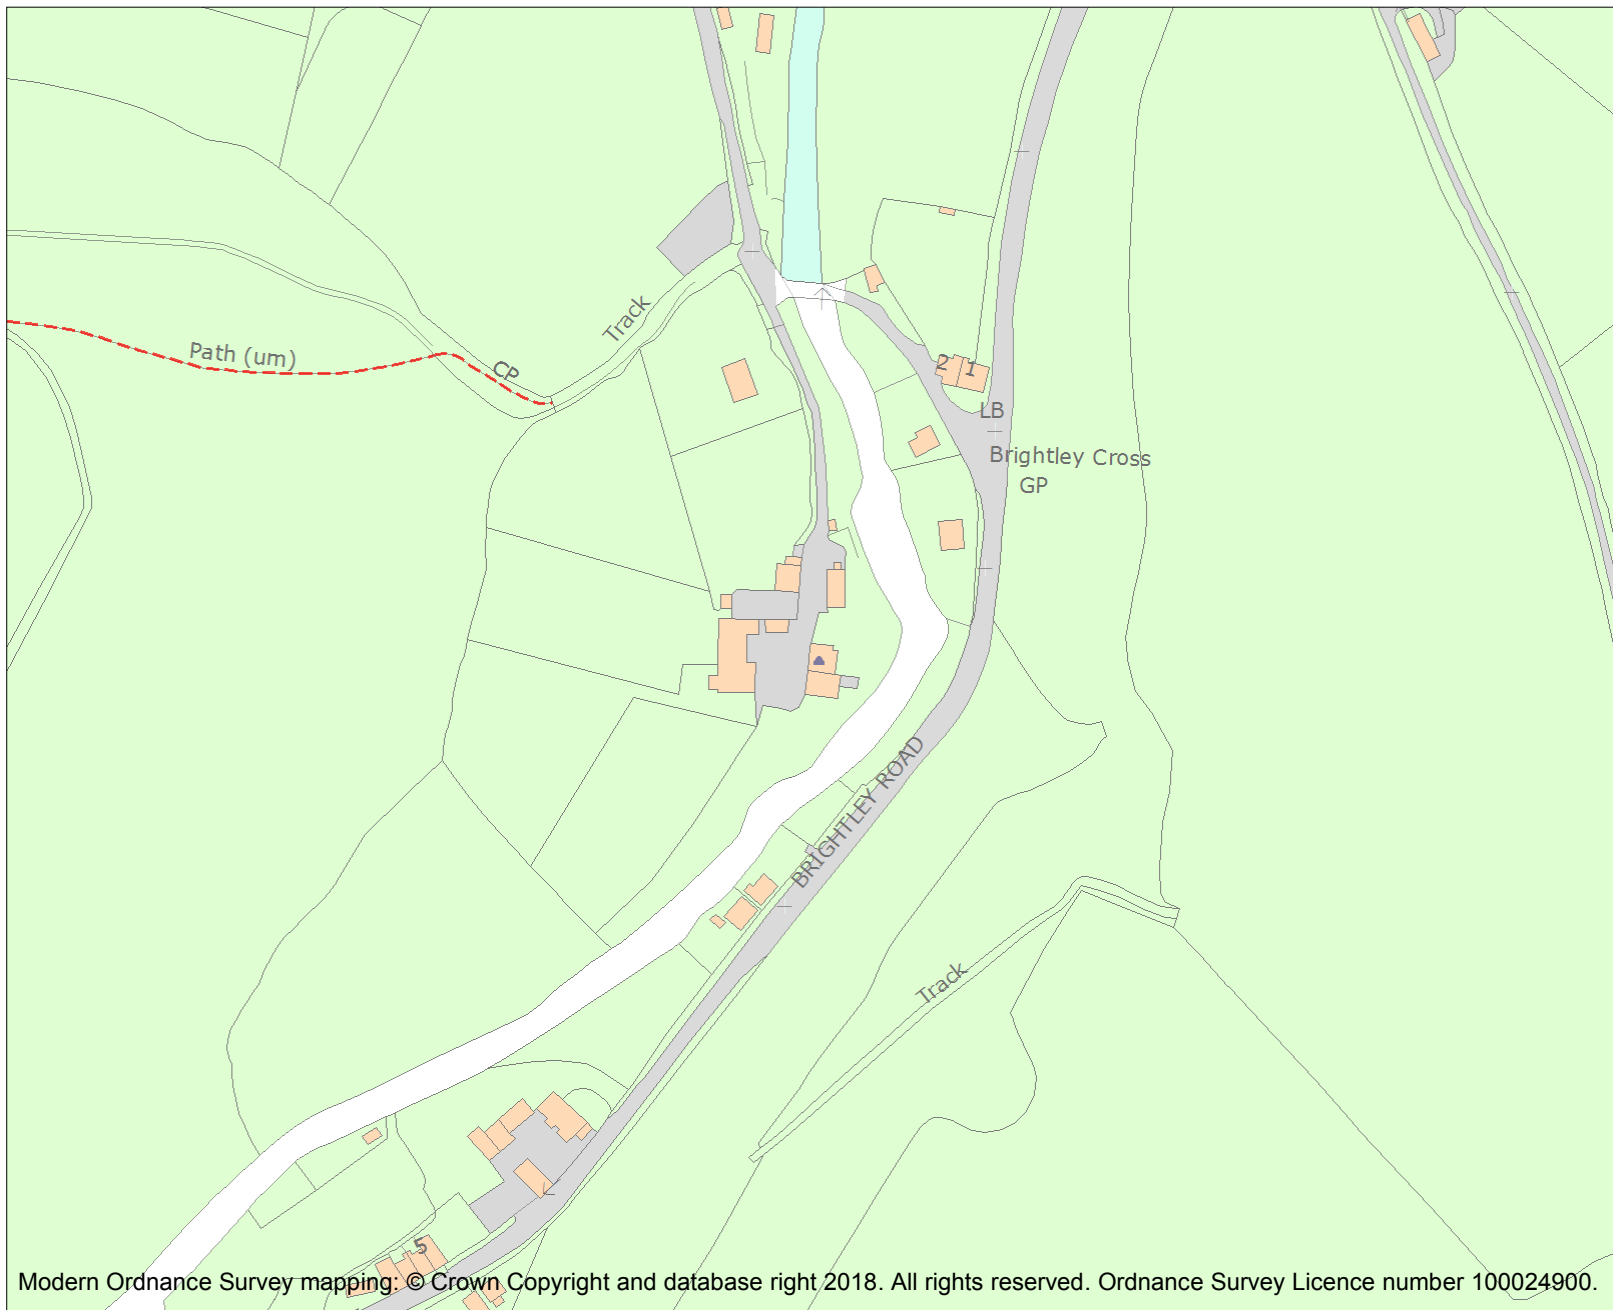 Track
Path (um)
CP
2
1
LB
Brightley Cross
GP
BRIGHTLEY ROAD
Track
5
Modern Ordnance Survey mapping: © Crown Copyright and database right 2018. All rights reserved. Ordnance Survey Licence number 100024900.